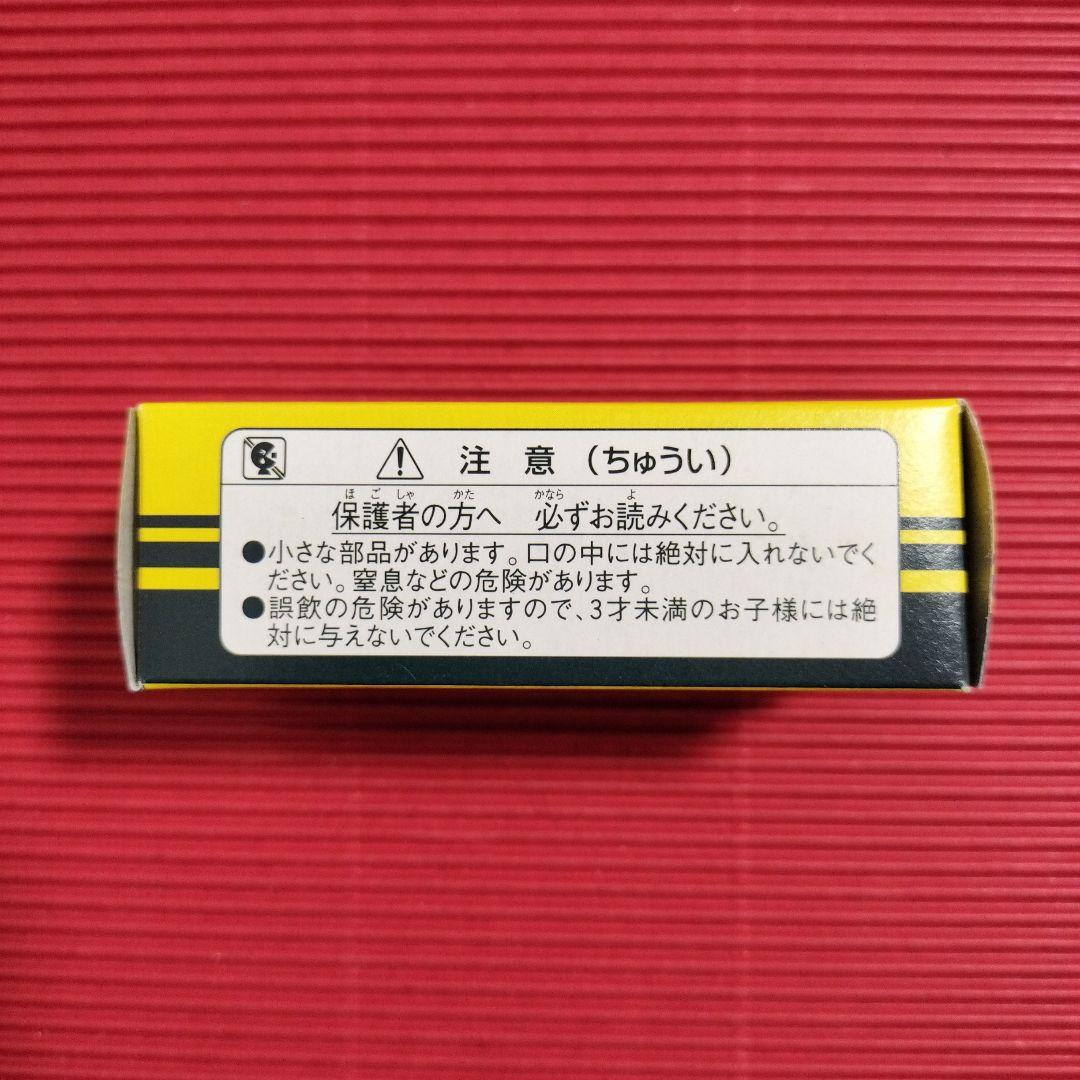 注意（ちゅうい）
ほごしゃ かた かなら よ
保護者の方へ 必ずお読みください。
●小さな部品があります。口の中には絶対に入れないでく
ださい。窒息などの危険があります。
●誤飲の危険がありますので、3才未満のお子様には絶
対に与えないでください。